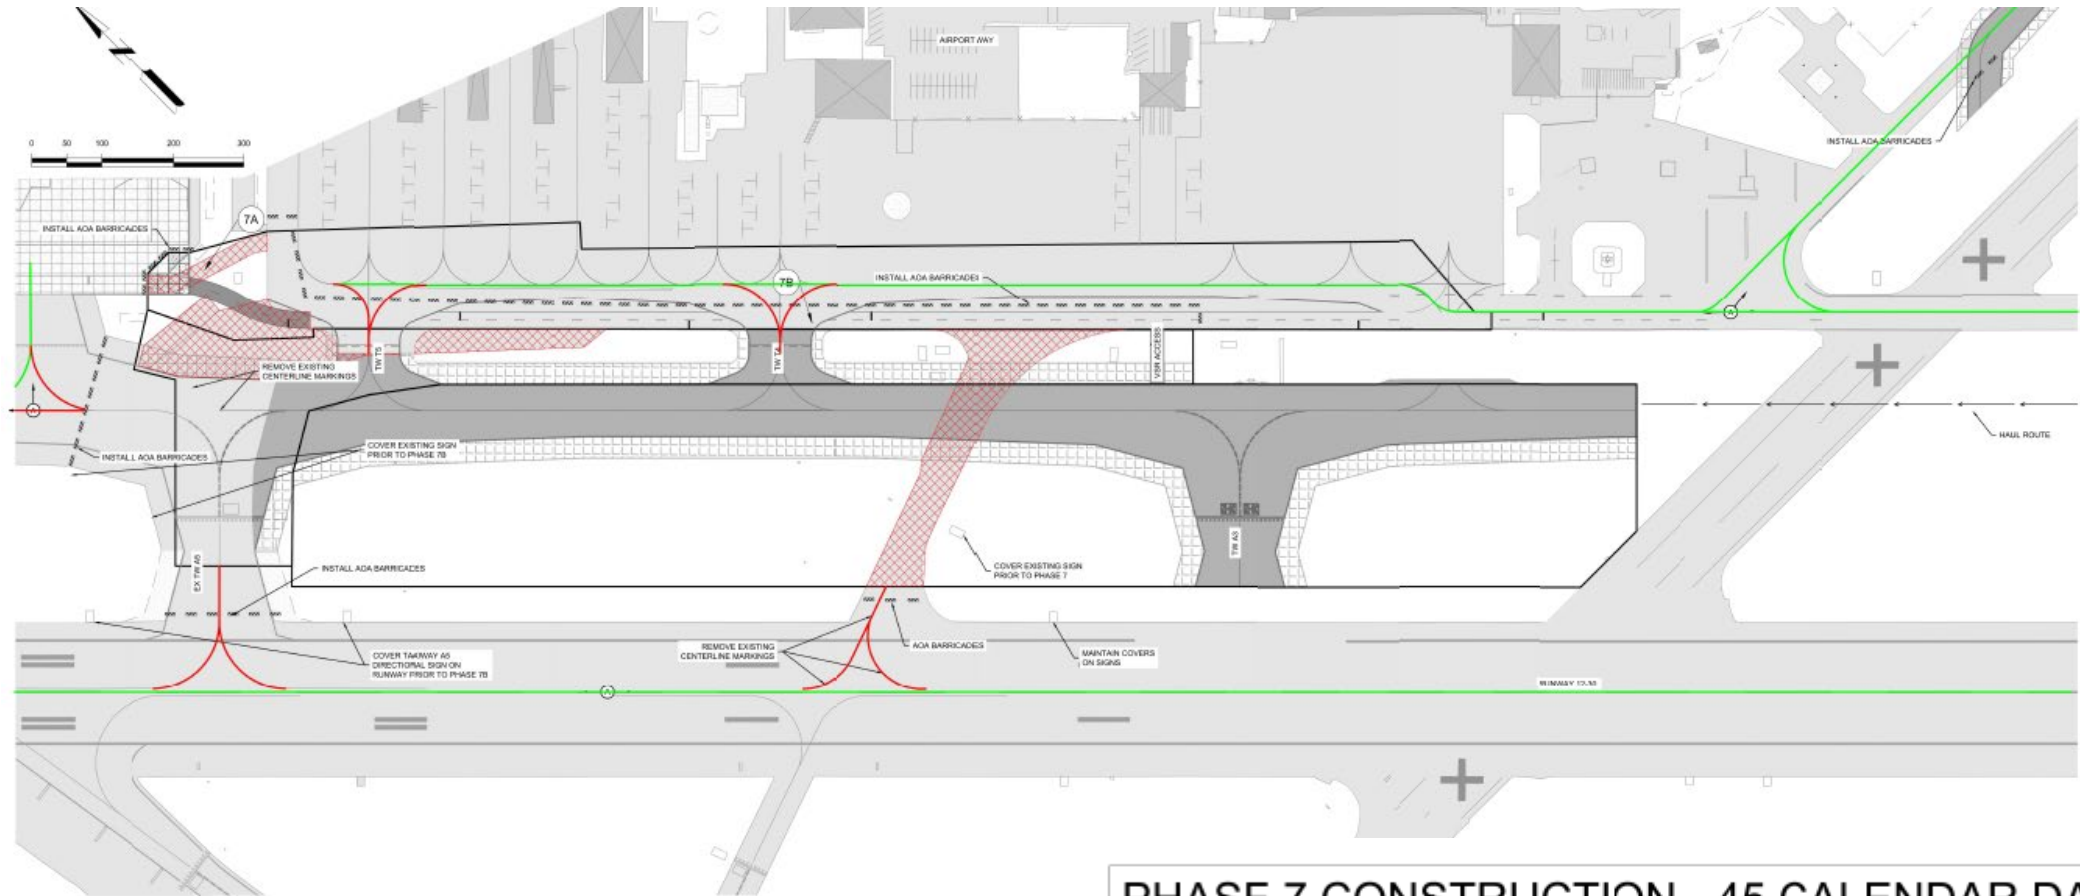 AIRPORT WAY
0 50 100 200 300
INSTALL AOA BARRICADES
7A
INSTALL AOA BARRICADES
7B
INSTALL AOA BARRICADES
A
TW T5
TW T4
VSR ACCESS
REMOVE EXISTING
CENTERLINE MARKINGS
A
HAUL ROUTE
COVER EXISTING SIGN
PRIOR TO PHASE 7B
INSTALL AOA BARRICADES
TW A3
EX TW A5
INSTALL AOA BARRICADES
COVER EXISTING SIGN
PRIOR TO PHASE 7
REMOVE EXISTING
CENTERLINE MARKINGS
AOA BARRICADES
MAINTAIN COVERS
ON SIGNS
COVER TAXIWAY A5
DIRECTIONAL SIGN ON
RUNWAY PRIOR TO PHASE 7B
A
RUNWAY 12-30
PHASE 7 CONSTRUCTION - 45 CALENDAR DA